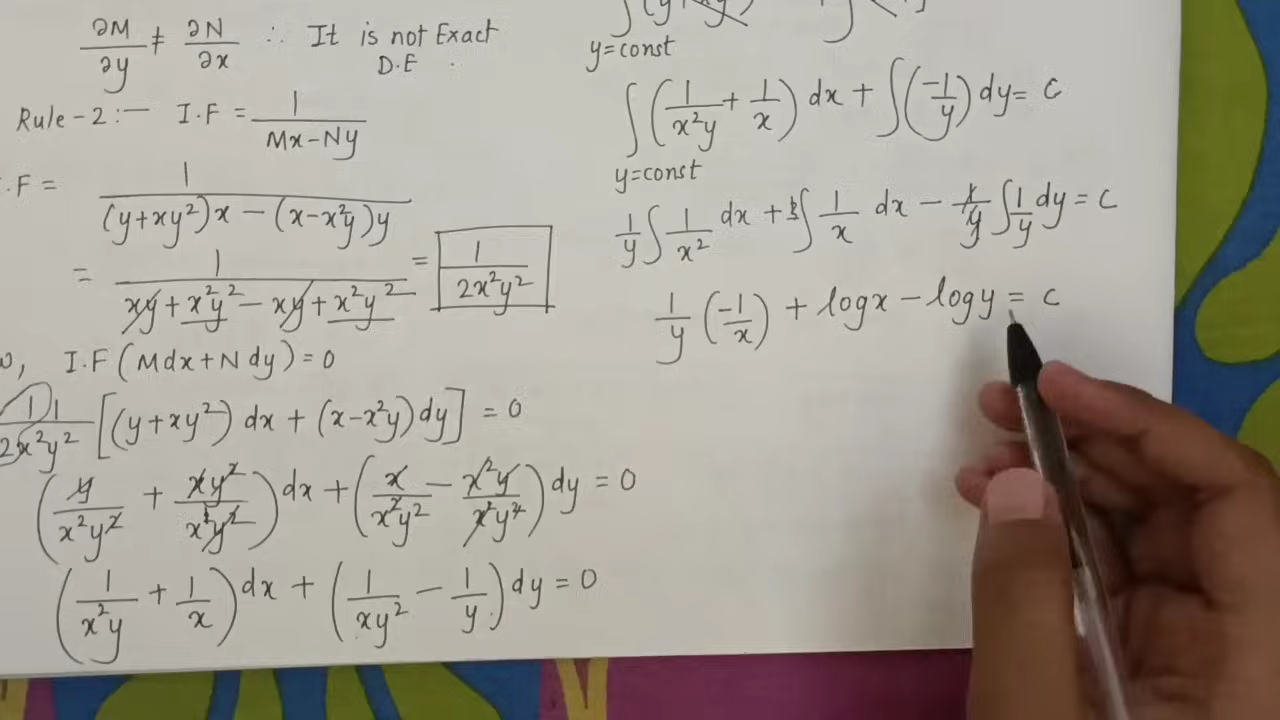 ∂M/∂y ≠ ∂N/∂x ∴ It is not Exact
D.E.
Rule-2:— I.F = 1/(Mx-Ny)
.F = 1/((y+xy²)x - (x-x²y)y)
= 1/(xy + x²y² - xy + x²y²) = 1/(2x²y²)
I.F (Mdx+Ndy) = 0
1/(2x²y²) [(y+xy²) dx + (x-x²y) dy] = 0
(y/(x²y²) + xy²/(x²y²)) dx + (x/(x²y²) - x²y/(x²y²)) dy = 0
(1/(x²y) + 1/x) dx + (1/(xy²) - 1/y) dy = 0
y=const
∫(1/(x²y) + 1/x) dx + ∫(-1/y) dy = c
y=const
1/y ∫ 1/x² dx + ∫ 1/x dx - ∫ 1/y dy = c
1/y (-1/x) + logx - logy = c